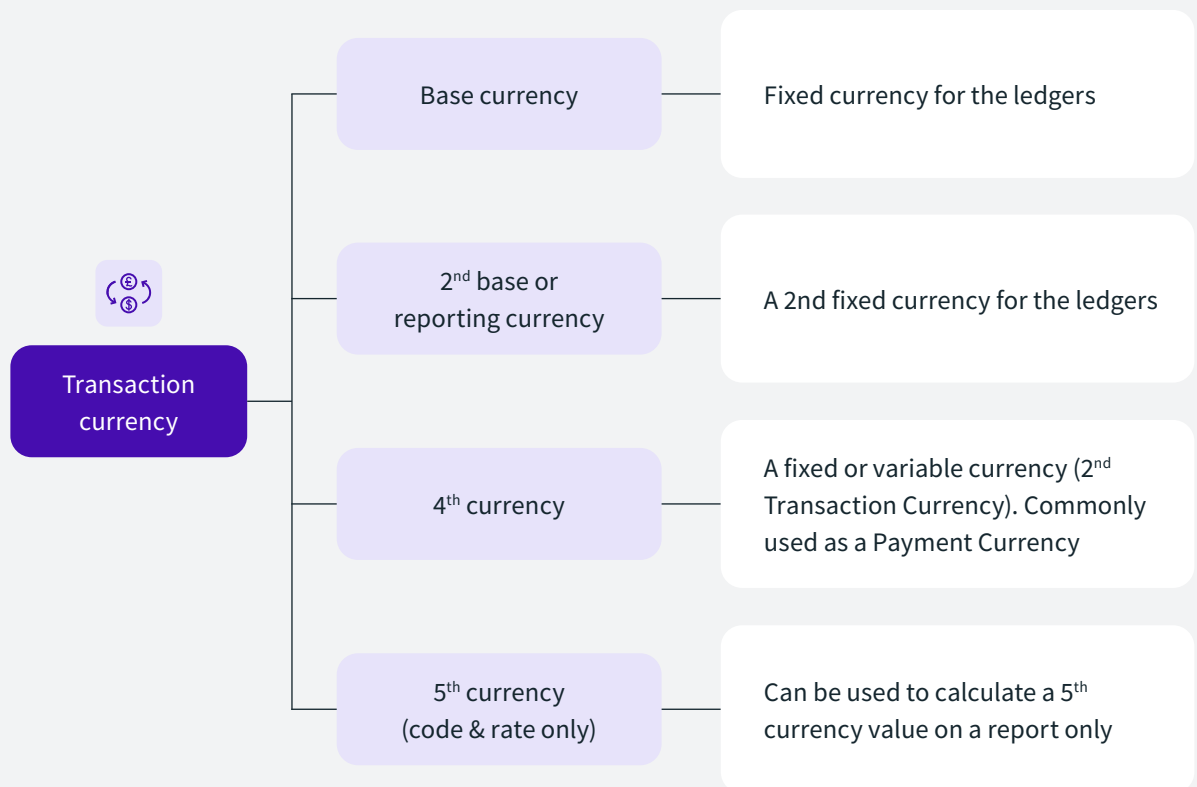 Base currency
Fixed currency for the ledgers
2nd base or
reporting currency
A 2nd fixed currency for the ledgers
£
$
Transaction
currency
4th currency
A fixed or variable currency (2nd
Transaction Currency). Commonly
used as a Payment Currency
5th currency
(code & rate only)
Can be used to calculate a 5th
currency value on a report only